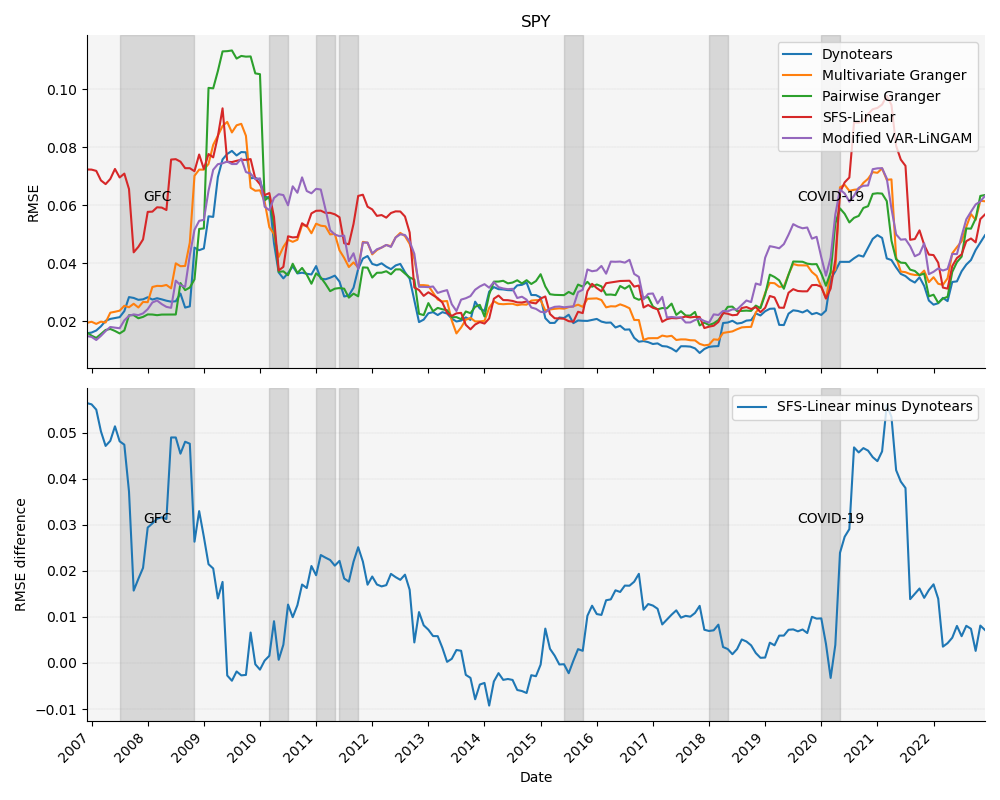 SPY
Dynotears
Multivariate Granger
Pairwise Granger
SFS-Linear
Modified VAR-LiNGAM
0.10
0.08
0.06
0.04
0.02
RMSE
GFC
COVID-19
SFS-Linear minus Dynotears
0.05
0.04
0.03
0.02
0.01
0.00
−0.01
RMSE difference
GFC
COVID-19
2007 2008 2009 2010 2011 2012 2013 2014 2015 2016 2017 2018 2019 2020 2021 2022
Date